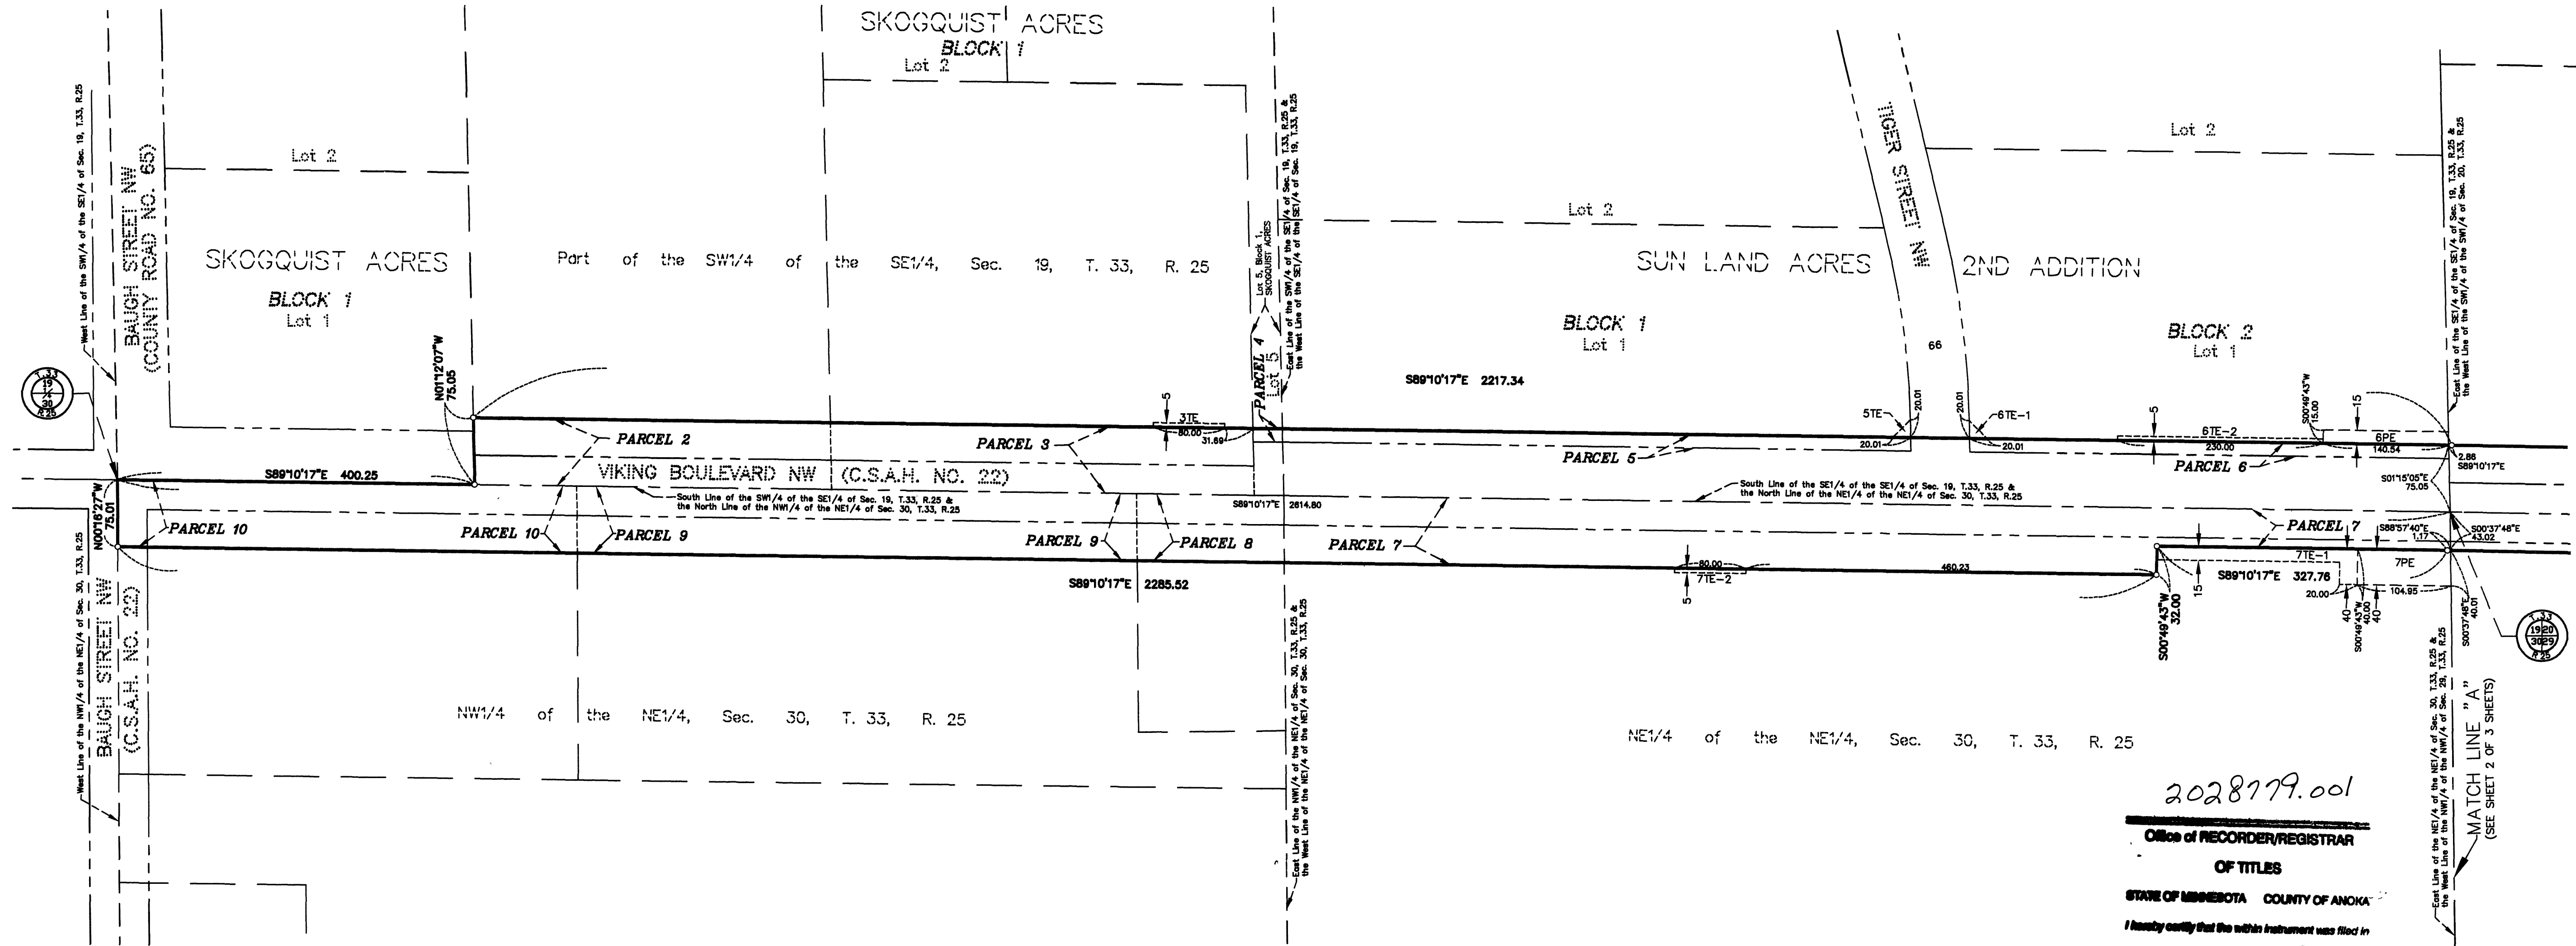 SKOGQUIST ACRES
BLOCK 1
Lot 2
West Line of the SW1/4 of the SE1/4 of Sec. 19, T.33, R.25
BAUGH STREET NW
(COUNTY ROAD NO. 65)
Lot 2
SKOGQUIST ACRES
BLOCK 1
Lot 1
Part of the SW1/4 of the SE1/4, Sec. 19, T. 33, R. 25
Lot 5, Block 1,
SKOGQUIST ACRES
East Line of the SW1/4 of the SE1/4 of Sec. 19, T.33, R.25 &
the West Line of the SE1/4 of the SE1/4 of Sec. 19, T.33, R.25
PARCEL 4
Lot 5
Lot 2
SUN LAND ACRES 2ND ADDITION
TIGER STREET NW
BLOCK 1
Lot 1
66
Lot 2
BLOCK 2
Lot 1
East Line of the SE1/4 of the SE1/4 of Sec. 19, T.33, R.25 &
the West Line of the SW1/4 of the SW1/4 of Sec. 20, T.33, R.25
T.33
19
1/4
30
R.25
N01°12'07"W
75.05
S89°10'17"E 2217.34
5
3TE
80.00
31.69
PARCEL 2
PARCEL 3
5TE
20.01
20.01
20.01
6TE-1
20.01
5
6TE-2
230.00
S00°49'43"W
15.00
15
6PE
140.54
2.86
S89°10'17"E
PARCEL 5
PARCEL 6
S01°15'05"E
75.05
S89°10'17"E 400.25
VIKING BOULEVARD NW (C.S.A.H. NO. 22)
South Line of the SW1/4 of the SE1/4 of Sec. 19, T.33, R.25 &
the North Line of the NW1/4 of the NE1/4 of Sec. 30, T.33, R.25
S89°10'17"E 2614.80
South Line of the SE1/4 of the SE1/4 of Sec. 19, T.33, R.25 &
the North Line of the NE1/4 of the NE1/4 of Sec. 30, T.33, R.25
N00°16'27"W
75.01
PARCEL 10
PARCEL 10
PARCEL 9
PARCEL 9
PARCEL 8
PARCEL 7
PARCEL 7
S88°57'40"E
1.17
S00°37'48"E
43.02
S89°10'17"E 2285.52
80.00
7TE-2
5
460.23
7TE-1
7PE
15
S89°10'17"E 327.76
S00°49'43"W
32.00
20.00
40
S00°49'43"W
40.00
40
104.95
S00°37'48"E
40.01
T.33
19 20
30 29
R.25
West Line of the NW1/4 of the NE1/4 of Sec. 30, T.33, R.25
BAUGH STREET NW
(C.S.A.H. NO. 22)
NW1/4 of the NE1/4, Sec. 30, T. 33, R. 25
East Line of the NW1/4 of the NE1/4 of Sec. 30, T.33, R.25 &
the West Line of the NE1/4 of the NE1/4 of Sec. 30, T.33, R.25
NE1/4 of the NE1/4, Sec. 30, T. 33, R. 25
East Line of the NE1/4 of the NE1/4 of Sec. 30, T.33, R.25 &
the West Line of the NW1/4 of the NW1/4 of Sec. 29, T.33, R.25
MATCH LINE "A"
(SEE SHEET 2 OF 3 SHEETS)
2028779.001
Office of RECORDER/REGISTRAR
OF TITLES
STATE OF MINNESOTA COUNTY OF ANOKA
I hereby certify that the within instrument was filed in